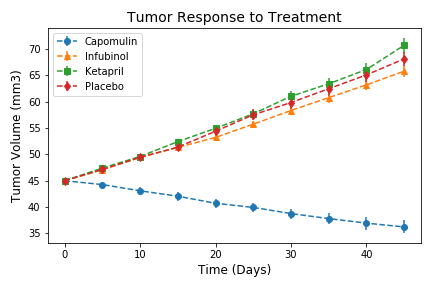 Tumor Response to Treatment
Capomulin
Infubinol
Ketapril
Placebo
Tumor Volume (mm3)
70
65
60
55
50
45
40
35
0 10 20 30 40
Time (Days)